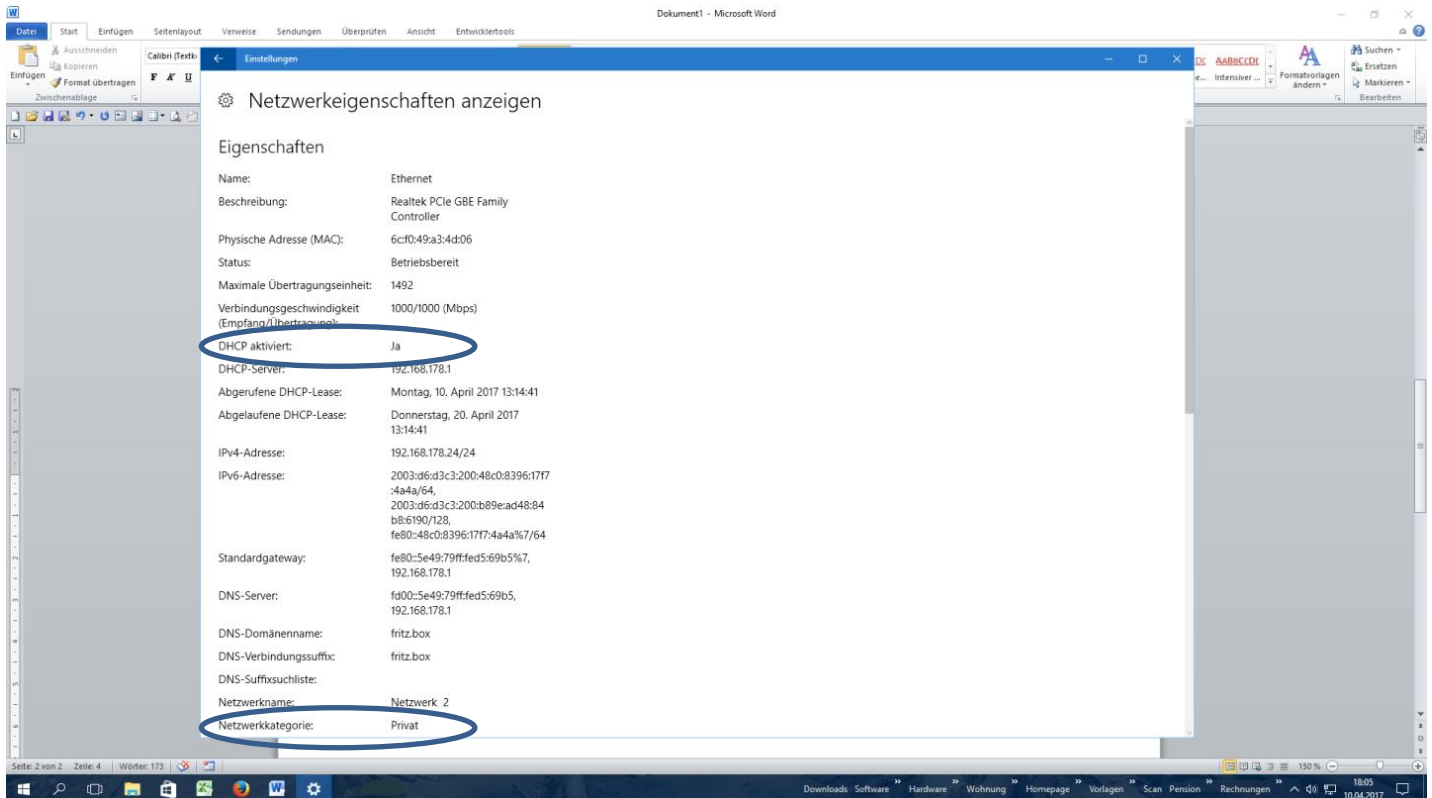 Dokument1 - Microsoft Word
Datei Start Einfügen Seitenlayout Verweise Sendungen Überprüfen Ansicht Entwicklertools
Einfügen
Ausschneiden
Kopieren
Format übertragen
Zwischenablage
Calibri (Textk
F K U
AABBCCDI
Intensiver ...
Formatvorlagen
ändern
Suchen
Ersetzen
Markieren
Bearbeiten
Einstellungen
Netzwerkeigenschaften anzeigen
Eigenschaften
Name: Ethernet
Beschreibung: Realtek PCIe GBE Family
Controller
Physische Adresse (MAC): 6c:f0:49:a3:4d:06
Status: Betriebsbereit
Maximale Übertragungseinheit: 1492
Verbindungsgeschwindigkeit 1000/1000 (Mbps)
(Empfang/Übertragung):
DHCP aktiviert: Ja
DHCP-Server: 192.168.178.1
Abgerufene DHCP-Lease: Montag, 10. April 2017 13:14:41
Abgelaufene DHCP-Lease: Donnerstag, 20. April 2017
13:14:41
IPv4-Adresse: 192.168.178.24/24
IPv6-Adresse: 2003:d6:d3c3:200:48c0:8396:17f7
:4a4a/64,
2003:d6:d3c3:200:b89e:ad48:84
b8:6190/128,
fe80::48c0:8396:17f7:4a4a%7/64
Standardgateway: fe80::5e49:79ff:fed5:69b5%7,
192.168.178.1
DNS-Server: fd00::5e49:79ff:fed5:69b5,
192.168.178.1
DNS-Domänenname: fritz.box
DNS-Verbindungssuffix: fritz.box
DNS-Suffixsuchliste:
Netzwerkname: Netzwerk 2
Netzwerkkategorie: Privat
Seite: 2 von 2 Zeile: 4 Wörter: 173 150 %
Downloads Software » Hardware » Wohnung » Homepage » Vorlagen » Scan Pension » Rechnungen » 18:05
10.04.2017